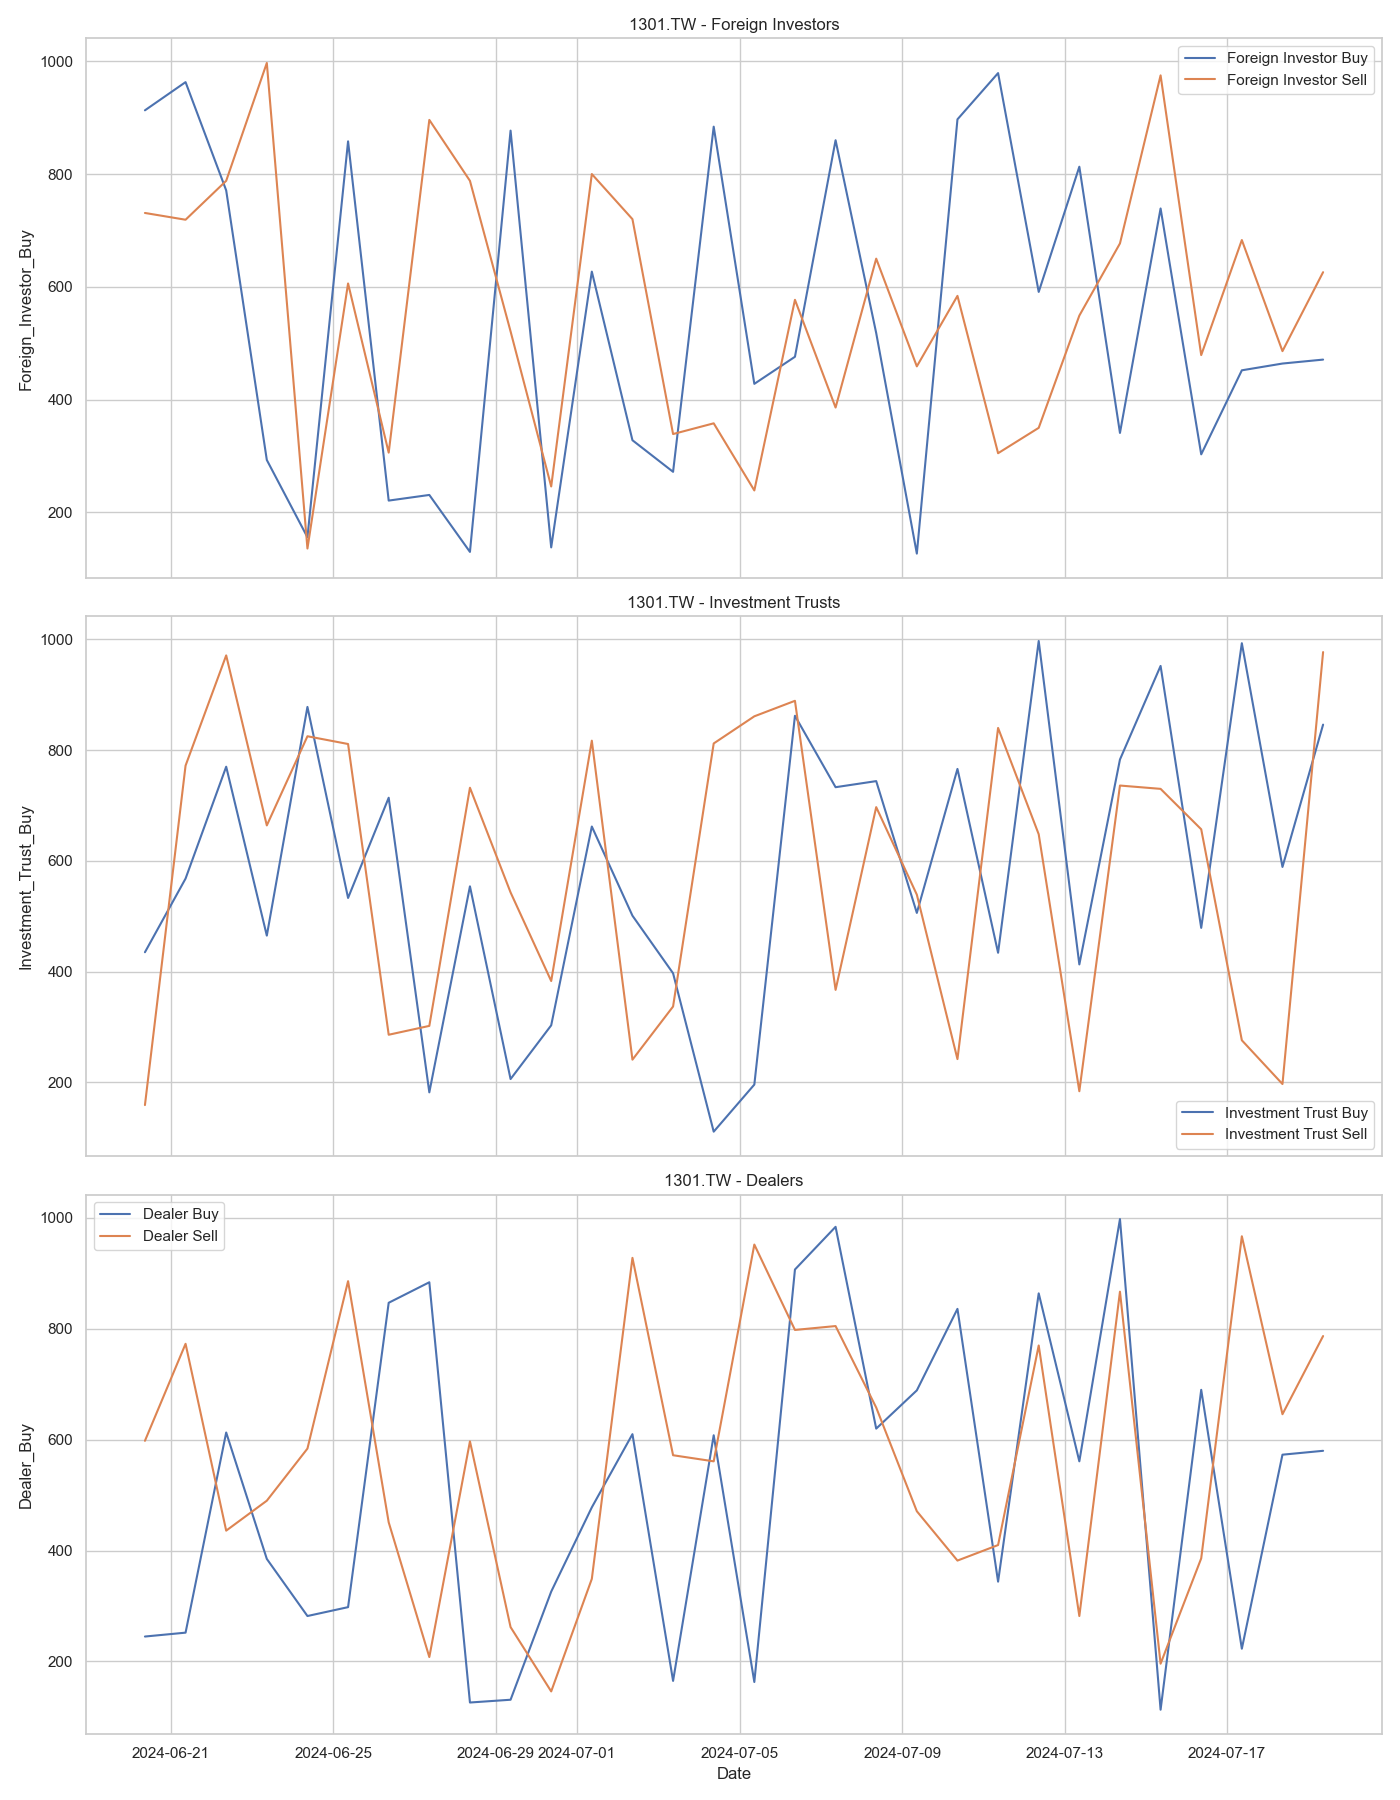 1301.TW - Foreign Investors
Foreign Investor Buy
Foreign Investor Sell
1000
800
600
400
200
Foreign_Investor_Buy
1301.TW - Investment Trusts
1000
800
600
400
200
Investment_Trust_Buy
Investment Trust Buy
Investment Trust Sell
1301.TW - Dealers
Dealer Buy
Dealer Sell
1000
800
600
400
200
Dealer_Buy
2024-06-21 2024-06-25 2024-06-29 2024-07-01 2024-07-05 2024-07-09 2024-07-13 2024-07-17
Date